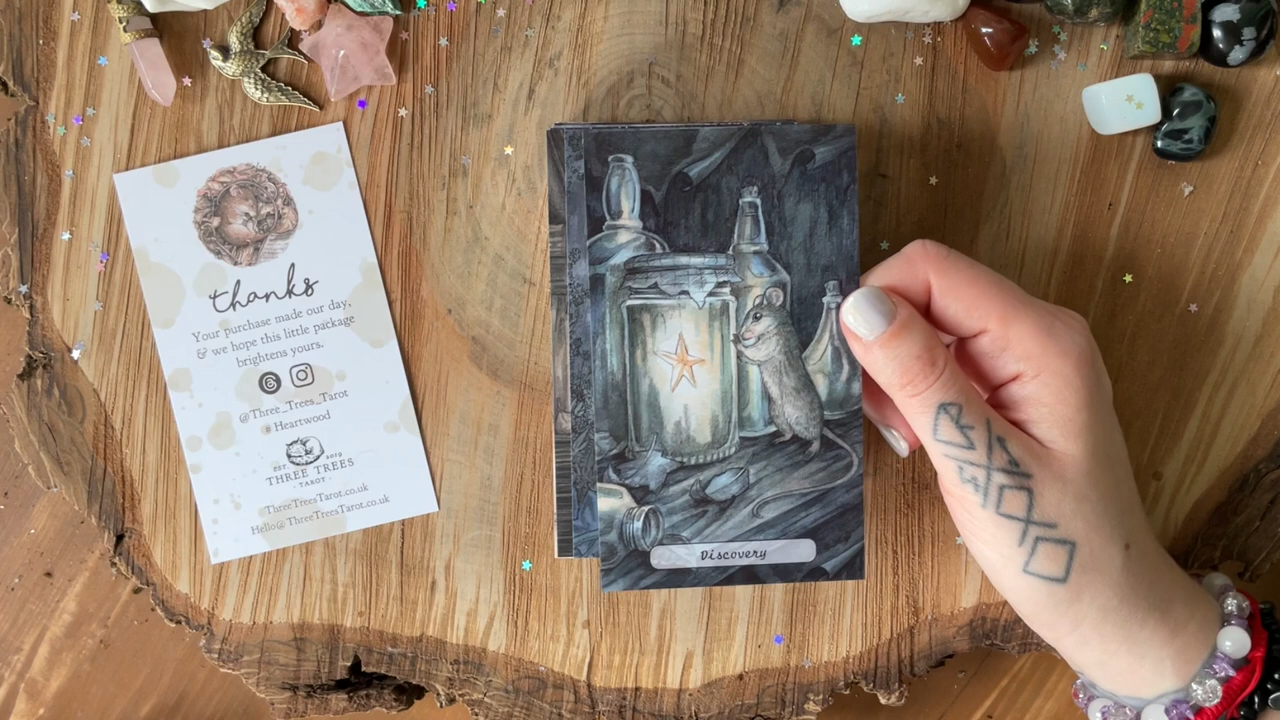 thanks
Your purchase made our day,
& we hope this little package
brightens yours.
@Three_Trees_Tarot
# Heartwood
EST. 2019
THREE TREES
· TAROT ·
ThreeTreesTarot.co.uk
Hello@ThreeTreesTarot.co.uk
Discovery